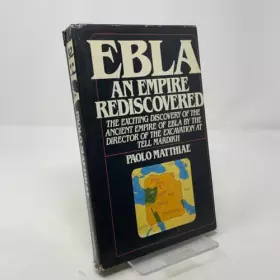 EBLA
AN EMPIRE
REDISCOVERED
THE EXCITING DISCOVERY OF THE
ANCIENT EMPIRE OF EBLA BY THE
DIRECTOR OF THE EXCAVATION AT
TELL MARDIKH
PAOLO MATTHIAE